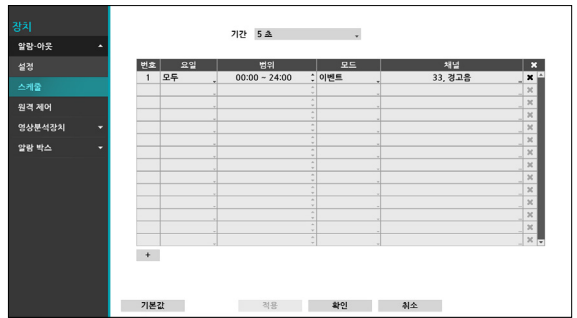 장치
기간 5 초
알람-아웃
설정
스케줄
원격 제어
영상분석장치
알람 박스
번호 요일 범위 모드 채널 ✖
1 모두 00:00 ~ 24:00 이벤트 33, 경고음 ✖
+
기본값 적용 확인 취소